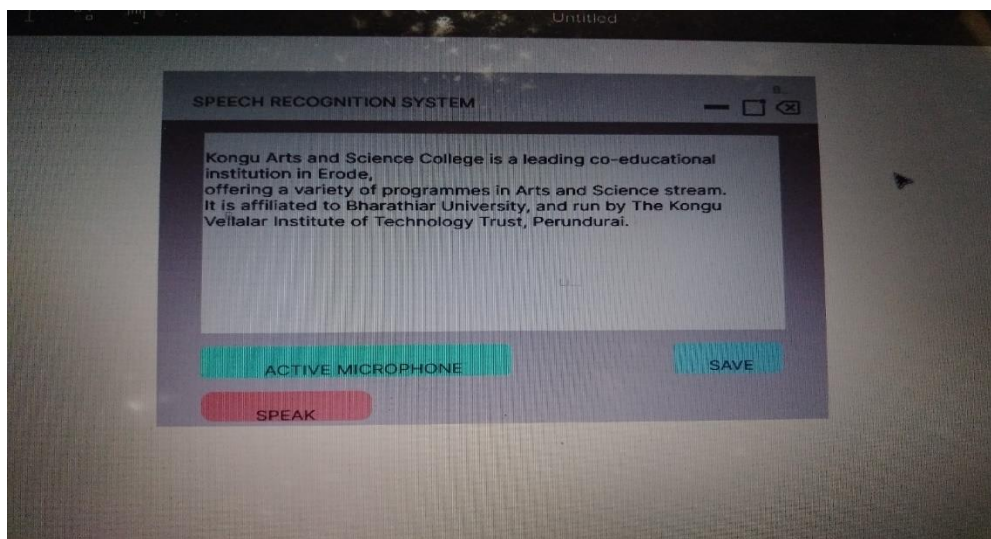 Untitled
SPEECH RECOGNITION SYSTEM
Kongu Arts and Science College is a leading co-educational
institution in Erode,
offering a variety of programmes in Arts and Science stream.
It is affiliated to Bharathiar University, and run by The Kongu
Vellalar Institute of Technology Trust, Perundurai.
ACTIVE MICROPHONE
SAVE
SPEAK